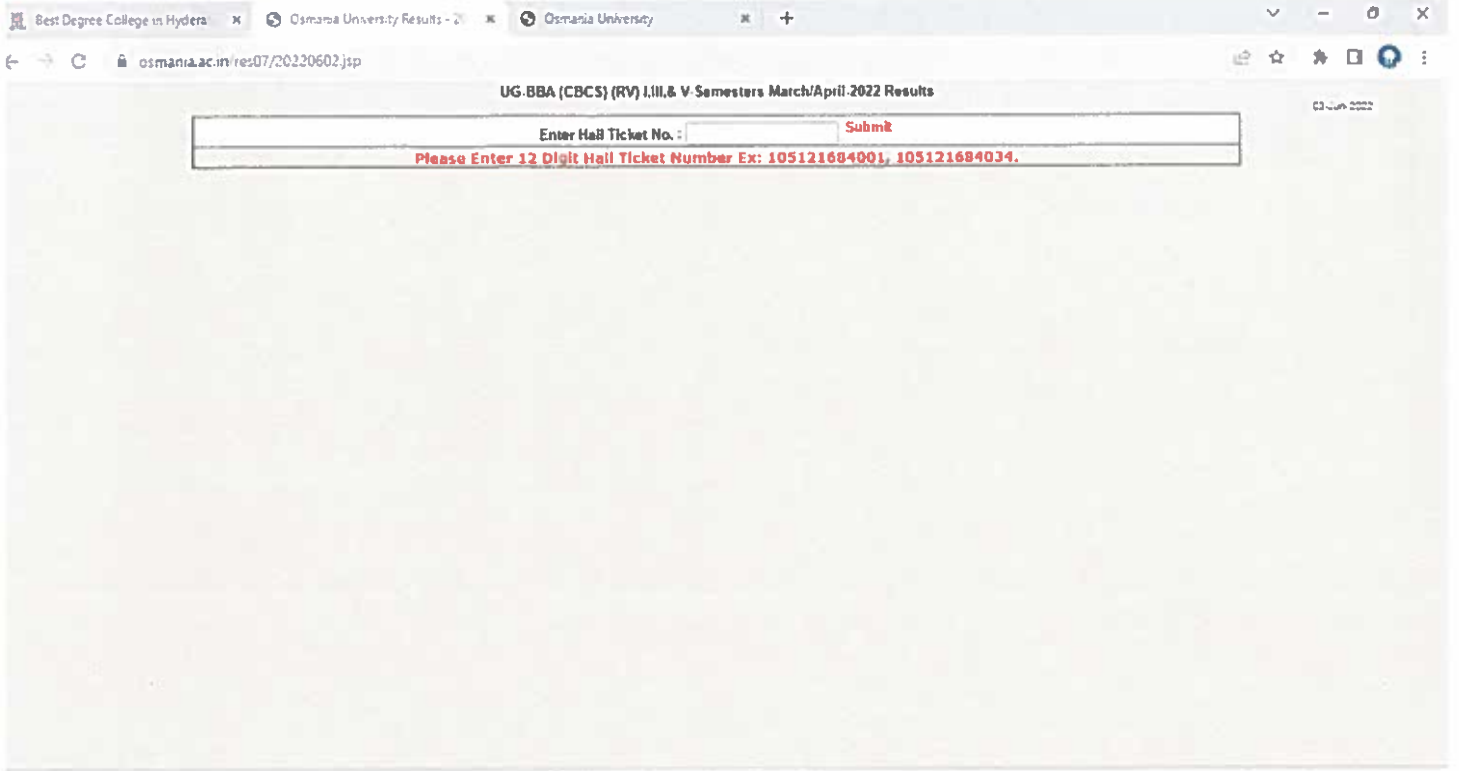 Best Degree College in Hydera
Osmania University Results - 2
Osmania University
osmania.ac.in/res07/20220602.jsp
UG-BBA (CBCS) (RV) I,III,& V-Semesters March/April-2022 Results
Enter Hall Ticket No. :
Submit
Please Enter 12 Digit Hall Ticket Number Ex: 105121684001, 105121684034.